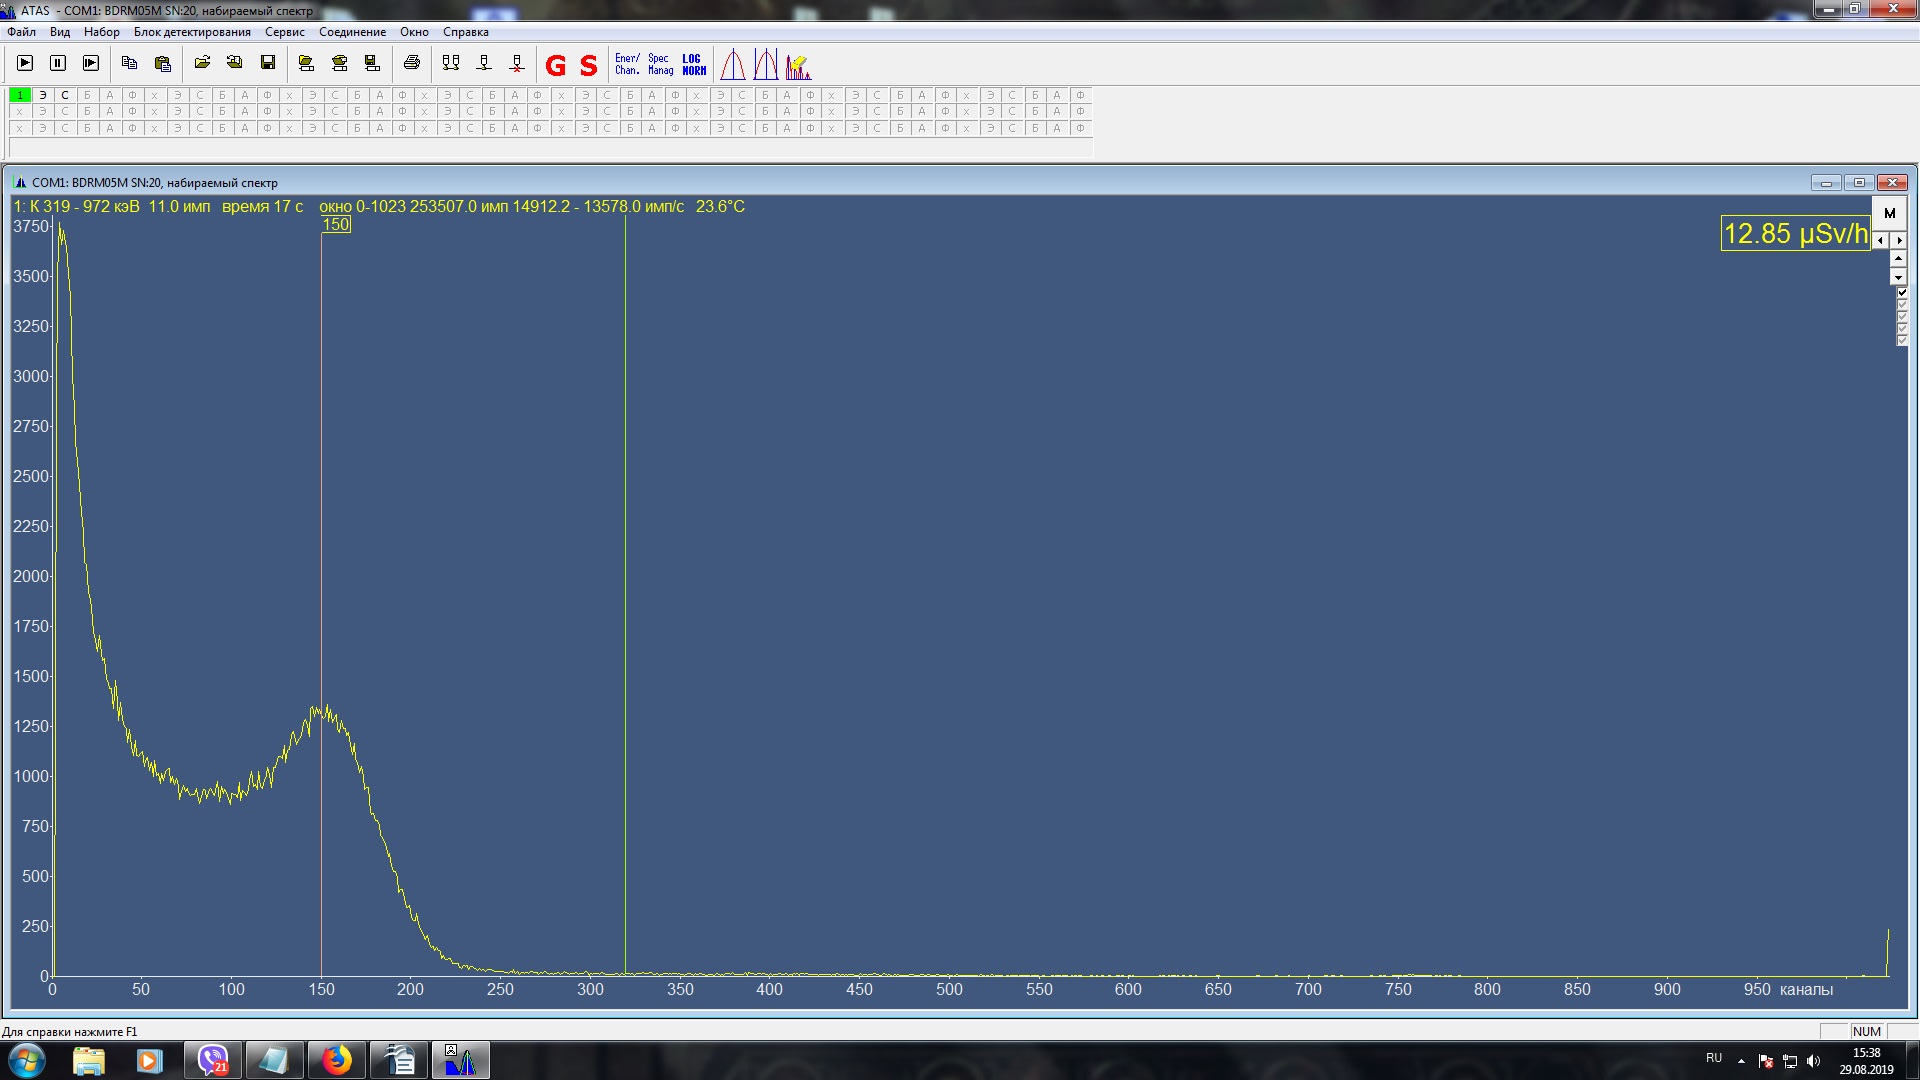 ATAS - COM1: BDRM05M SN:20, набираемый спектр
Файл Вид Набор Блок детектирования Сервис Соединение Окно Справка
G S Ener/ Chan. Spec Manag LOG NORM
1 Э С Б А Ф x Э С Б А Ф x Э С Б А Ф x Э С Б А Ф x Э С Б А Ф x Э С Б А Ф x Э С Б А Ф x Э С Б А Ф
x Э С Б А Ф x Э С Б А Ф x Э С Б А Ф x Э С Б А Ф x Э С Б А Ф x Э С Б А Ф x Э С Б А Ф x Э С Б А Ф
x Э С Б А Ф x Э С Б А Ф x Э С Б А Ф x Э С Б А Ф x Э С Б А Ф x Э С Б А Ф x Э С Б А Ф x Э С Б А Ф
COM1: BDRM05M SN:20, набираемый спектр
1: К 319 - 972 кэВ 11.0 имп время 17 с окно 0-1023 253507.0 имп 14912.2 - 13578.0 имп/с 23.6°C
M
150
12.85 µSv/h
3750
3500
3250
3000
2750
2500
2250
2000
1750
1500
1250
1000
750
500
250
0
0 50 100 150 200 250 300 350 400 450 500 550 600 650 700 750 800 850 900 950 каналы
Для справки нажмите F1
NUM
21
RU
15:38
29.08.2019